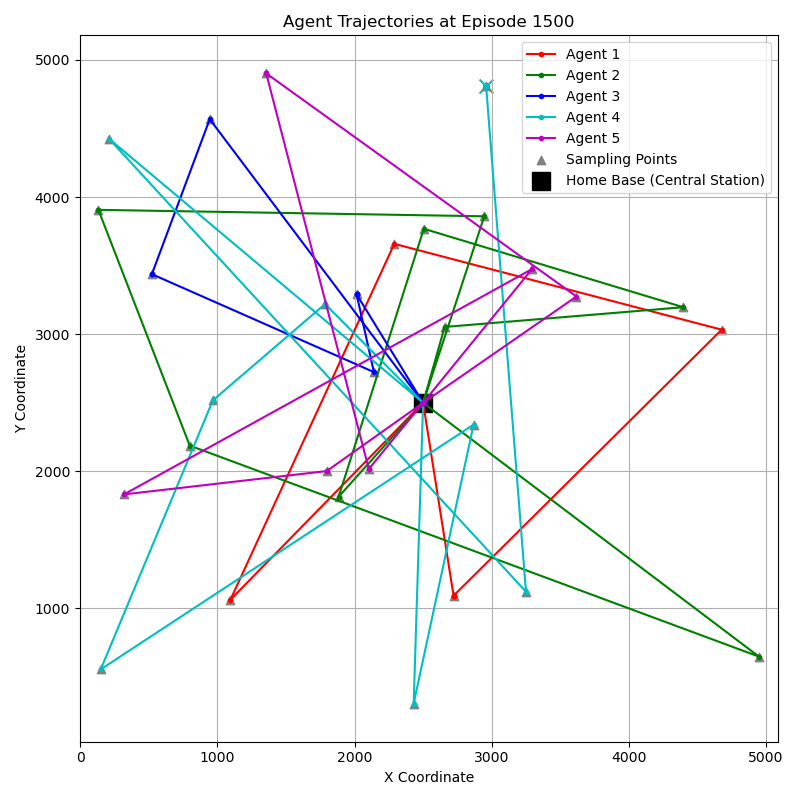 Agent Trajectories at Episode 1500
Agent 1
Agent 2
Agent 3
Agent 4
Agent 5
Sampling Points
Home Base (Central Station)
5000
4000
3000
2000
1000
Y Coordinate
0 1000 2000 3000 4000 5000
X Coordinate